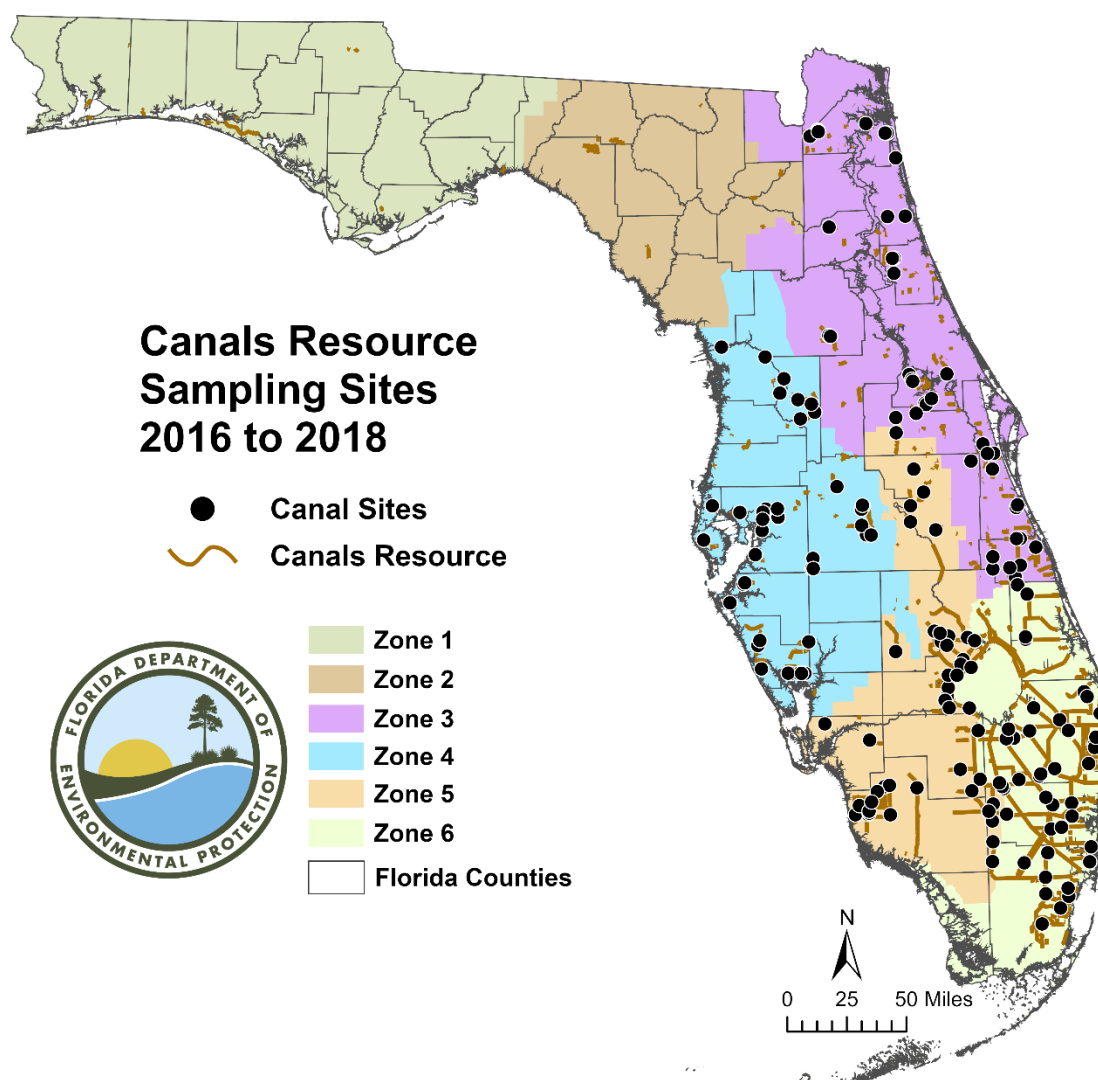 Canals Resource
Sampling Sites
2016 to 2018
Canal Sites
Canals Resource
FLORIDA DEPARTMENT OF
ENVIRONMENTAL PROTECTION
Zone 1
Zone 2
Zone 3
Zone 4
Zone 5
Zone 6
Florida Counties
N
0 25 50 Miles